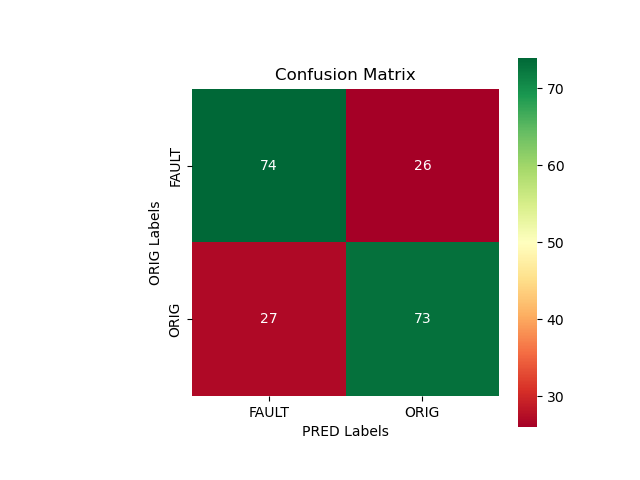 Confusion Matrix
ORIG Labels
FAULT
74
26
ORIG
27
73
FAULT
ORIG
PRED Labels
70
60
50
40
30